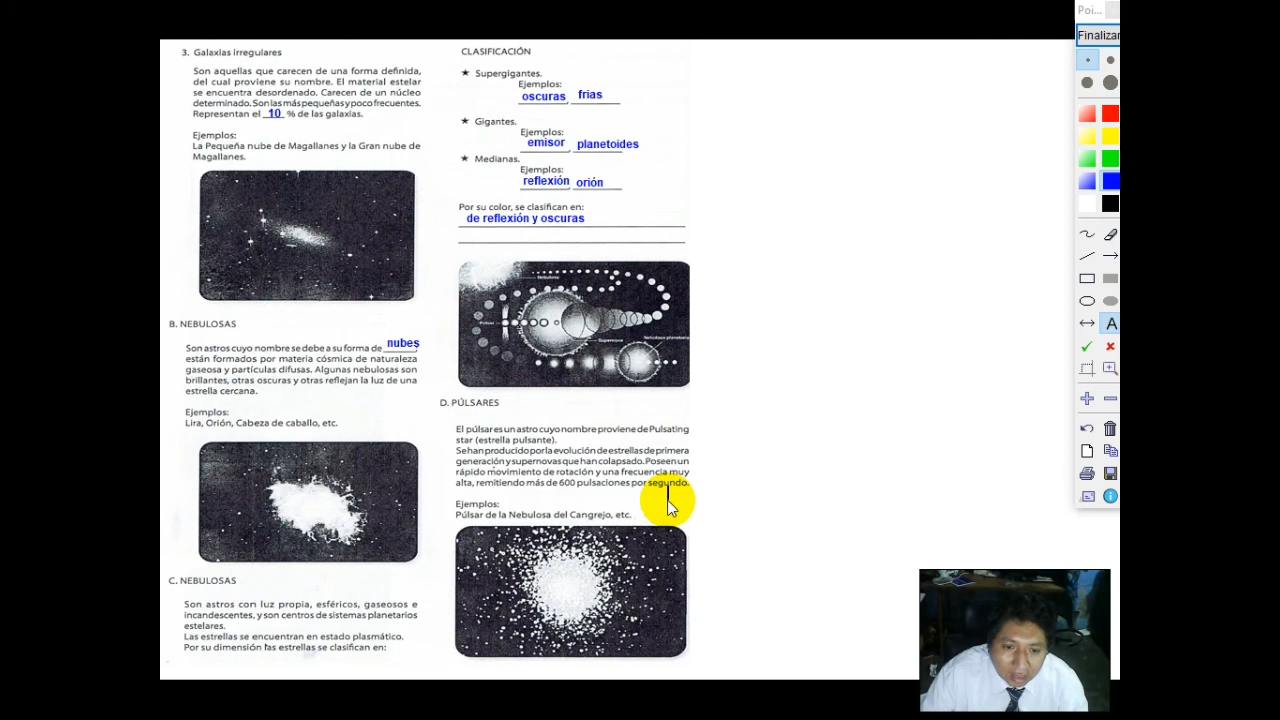 Poi...
Finalizar
3. Galaxias irregulares
Son aquellas que carecen de una forma definida,
del cual proviene su nombre. El material estelar
se encuentra desordenado. Carecen de un núcleo
determinado. Son las más pequeñas y poco frecuentes.
Representan el 10 % de las galaxias.
Ejemplos:
La Pequeña nube de Magallanes y la Gran nube de
Magallanes.
B. NEBULOSAS
Son astros cuyo nombre se debe a su forma de nubes,
están formados por materia cósmica de naturaleza
gaseosa y partículas difusas. Algunas nebulosas son
brillantes, otras oscuras y otras reflejan la luz de una
estrella cercana.
Ejemplos:
Lira, Orión, Cabeza de caballo, etc.
C. NEBULOSAS
Son astros con luz propia, esféricos, gaseosos e
incandescentes, y son centros de sistemas planetarios
estelares.
Las estrellas se encuentran en estado plasmático.
Por su dimensión las estrellas se clasifican en:
CLASIFICACIÓN
★ Supergigantes.
Ejemplos:
oscuras, frias
★ Gigantes.
Ejemplos:
emisor, planetoides
★ Medianas.
Ejemplos:
reflexión, orión
Por su color, se clasifican en:
de reflexión y oscuras
Nebulosa
Pulsar
Supernova
Nebulosa planetaria
D. PÚLSARES
El púlsar es un astro cuyo nombre proviene de Pulsating
star (estrella pulsante).
Se han producido por la evolución de estrellas de primera
generación y supernovas que han colapsado. Poseen un
rápido movimiento de rotación y una frecuencia muy
alta, remitiendo más de 600 pulsaciones por segundo.
Ejemplos:
Púlsar de la Nebulosa del Cangrejo, etc.
A